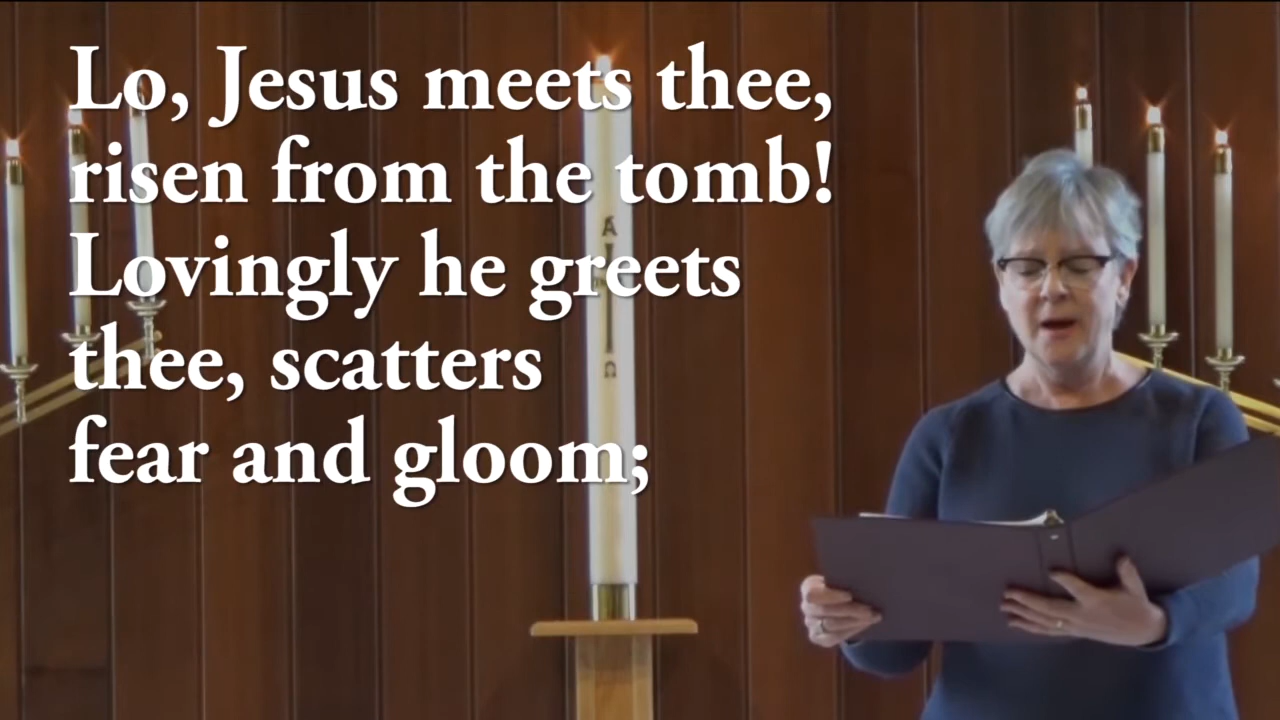 Lo, Jesus meets thee,
risen from the tomb!
Lovingly he greets
thee, scatters
fear and gloom;
Α
Ω